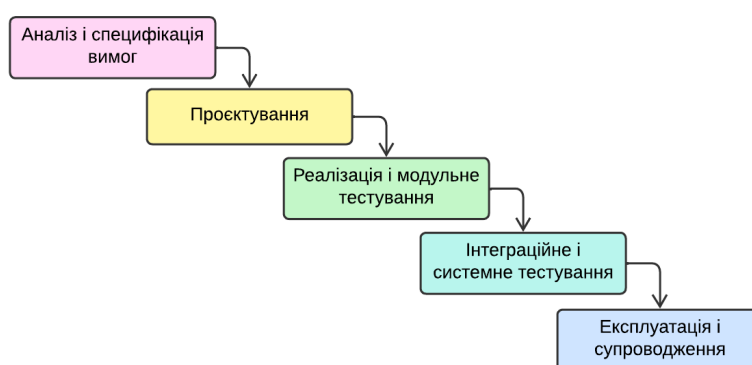 Аналіз і специфікація
вимог
Проєктування
Реалізація і модульне
тестування
Інтеграційне і
системне тестування
Експлуатація і
супроводження